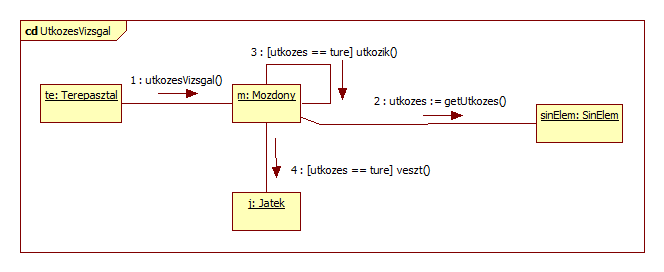 cd UtkozesVizsgal
3 : [utkozes == ture] utkozik()
1 : utkozesVizsgal()
te: Terepasztal
m: Mozdony
2 : utkozes := getUtkozes()
sinElem: SinElem
4 : [utkozes == ture] veszt()
j: Jatek